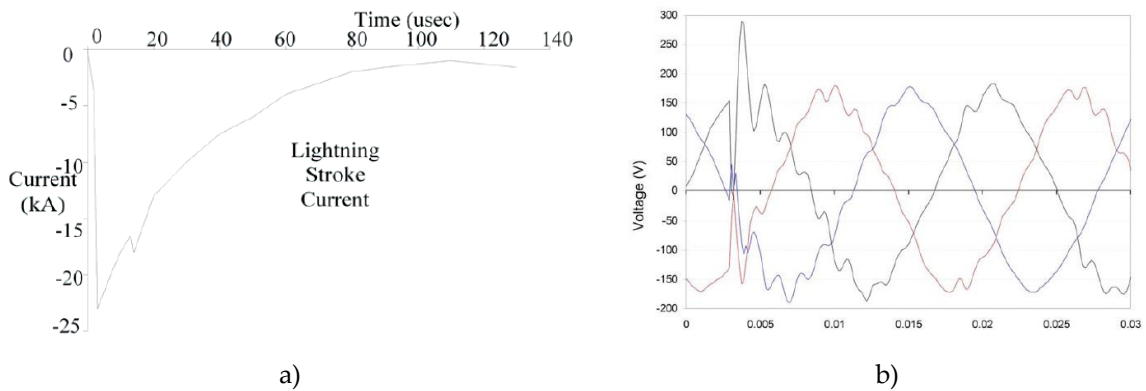 Time (usec)
0 20 40 60 80 100 120 140
0
-5
-10
-15
-20
-25
Current
(kA)
Lightning
Stroke
Current
a)
300
250
200
150
100
50
0
-50
-100
-150
-200
Voltage (V)
0 0.005 0.01 0.015 0.02 0.025 0.03
b)